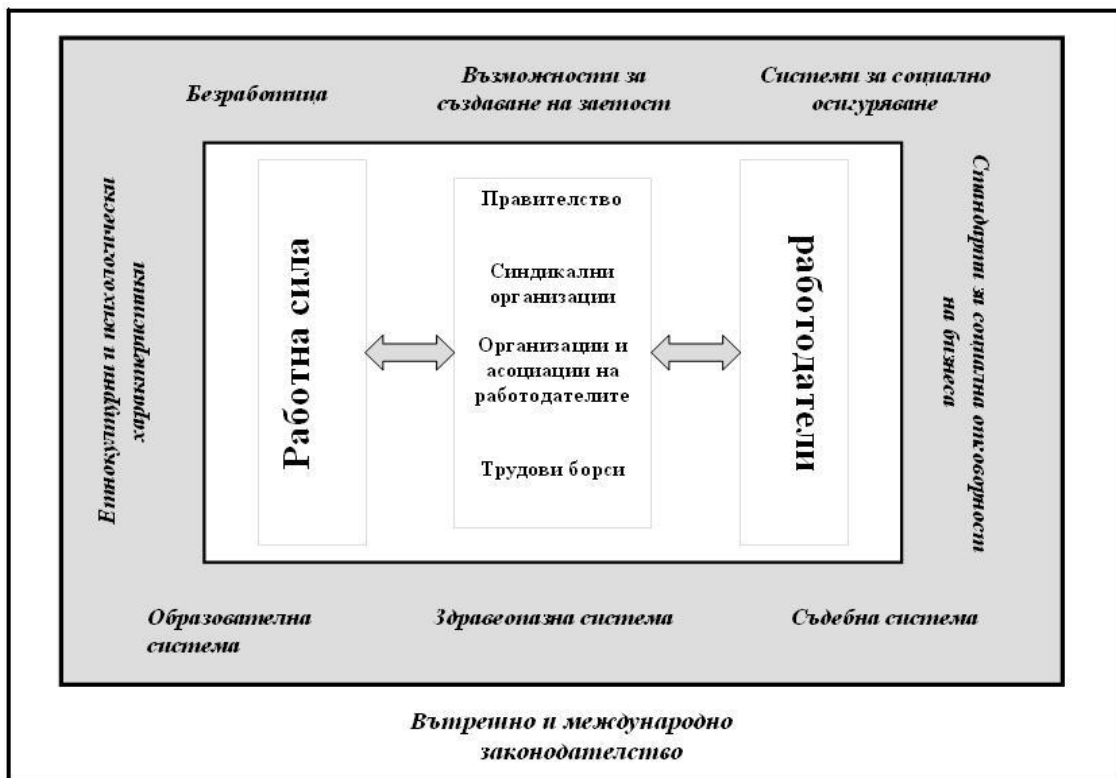 Безработица
Възможности за
създаване на заетост
Системи за социално
осигуряване
Етнокултурни и психологически
характеристики
Работна сила
Правителство
Синдикални
организации
Организации и
асоциации на
работодателите
Трудови борси
работодатели
Стандарти за социална отковорност
на бизнеса
Образователна
система
Здравеопазна система
Съдебна система
Вътрешно и международно
законодателство